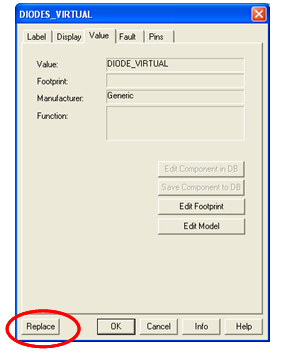 DIODES_VIRTUAL
Label Display Value Fault Pins
Value: DIODE_VIRTUAL
Footprint:
Manufacturer: Generic
Function:
Edit Component in DB
Save Component to DB
Edit Footprint
Edit Model
Replace OK Cancel Info Help